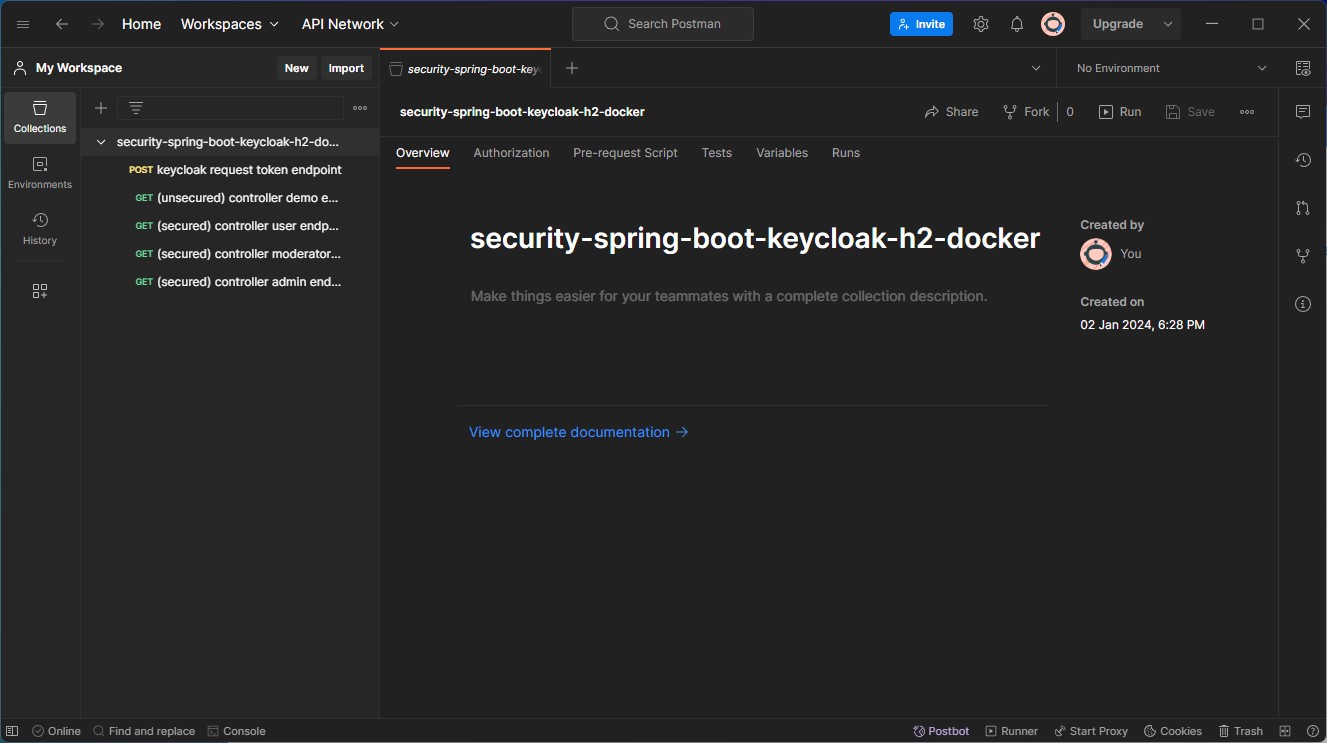 Home Workspaces API Network Search Postman Invite Upgrade
My Workspace New Import security-spring-boot-key No Environment
Collections
Environments
History
security-spring-boot-keycloak-h2-do...
POST keycloak request token endpoint
GET (unsecured) controller demo e...
GET (secured) controller user endp...
GET (secured) controller moderator...
GET (secured) controller admin end...
security-spring-boot-keycloak-h2-docker Share Fork 0 Run Save
Overview Authorization Pre-request Script Tests Variables Runs
security-spring-boot-keycloak-h2-docker
Make things easier for your teammates with a complete collection description.
View complete documentation →
Created by
You
Created on
02 Jan 2024, 6:28 PM
Online Find and replace Console Postbot Runner Start Proxy Cookies Trash